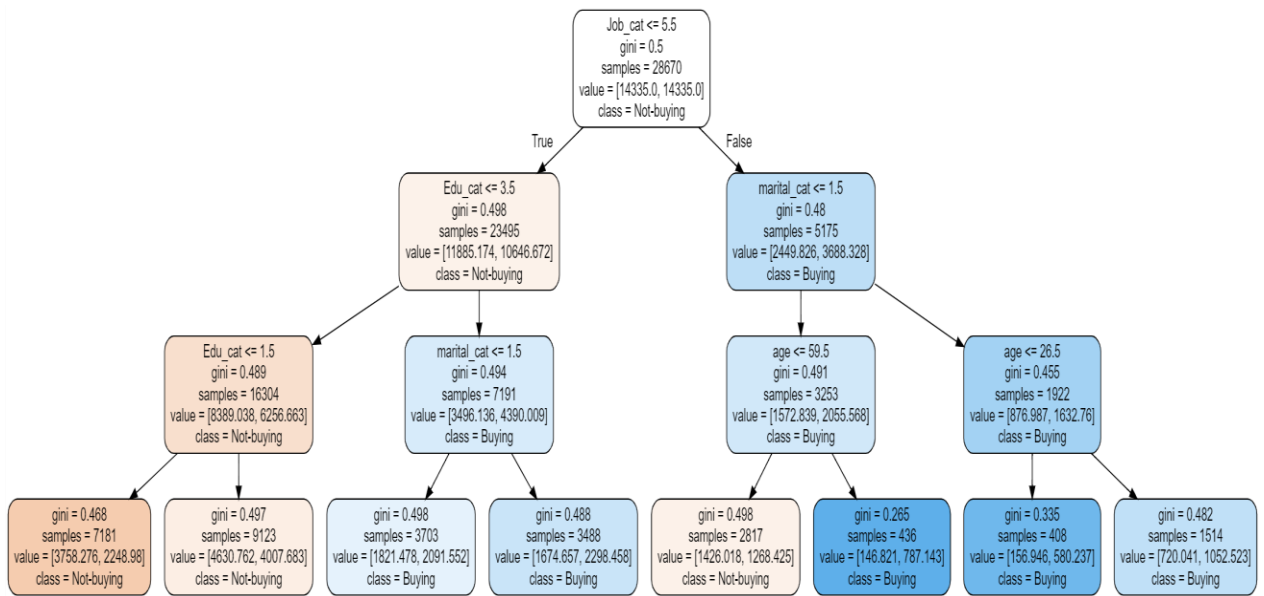 Job_cat <= 5.5
gini = 0.5
samples = 28670
value = [14335.0, 14335.0]
class = Not-buying
True
False
Edu_cat <= 3.5
gini = 0.498
samples = 23495
value = [11885.174, 10646.672]
class = Not-buying
marital_cat <= 1.5
gini = 0.48
samples = 5175
value = [2449.826, 3688.328]
class = Buying
Edu_cat <= 1.5
gini = 0.489
samples = 16304
value = [8389.038, 6256.663]
class = Not-buying
marital_cat <= 1.5
gini = 0.494
samples = 7191
value = [3496.136, 4390.009]
class = Buying
age <= 59.5
gini = 0.491
samples = 3253
value = [1572.839, 2055.568]
class = Buying
age <= 26.5
gini = 0.455
samples = 1922
value = [876.987, 1632.76]
class = Buying
gini = 0.468
samples = 7181
value = [3758.276, 2248.98]
class = Not-buying
gini = 0.497
samples = 9123
value = [4630.762, 4007.683]
class = Not-buying
gini = 0.498
samples = 3703
value = [1821.478, 2091.552]
class = Buying
gini = 0.488
samples = 3488
value = [1674.657, 2298.458]
class = Buying
gini = 0.498
samples = 2817
value = [1426.018, 1268.425]
class = Not-buying
gini = 0.265
samples = 436
value = [146.821, 787.143]
class = Buying
gini = 0.335
samples = 408
value = [156.946, 580.237]
class = Buying
gini = 0.482
samples = 1514
value = [720.041, 1052.523]
class = Buying